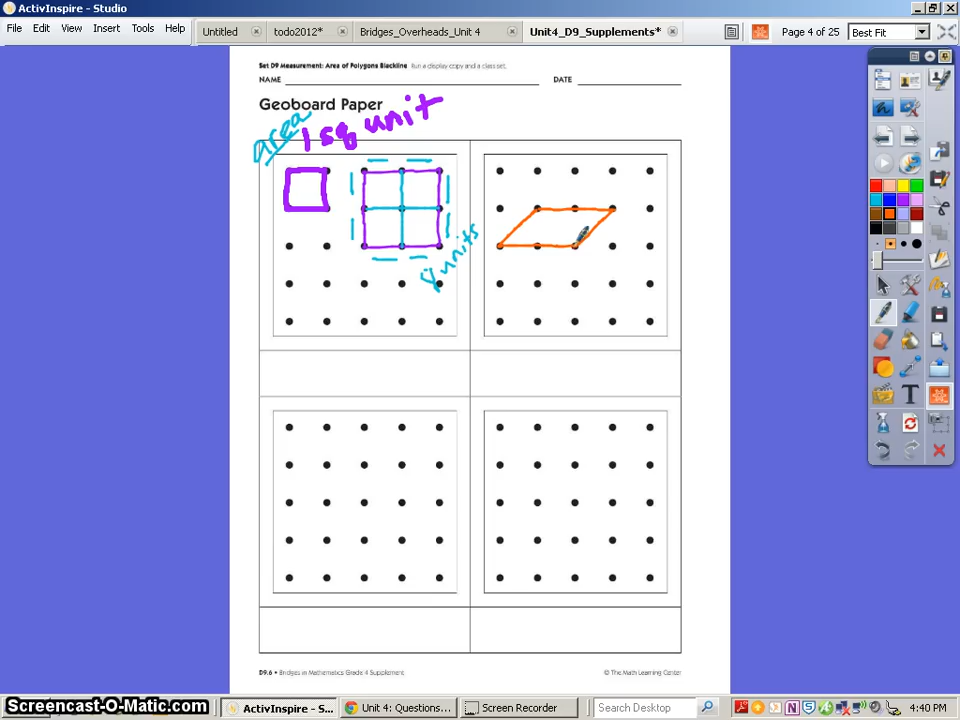 ActivInspire - Studio
File Edit View Insert Tools Help
Untitled todo2012* Bridges_Overheads_Unit 4 Unit4_D9_Supplements* Page 4 of 25 Best Fit
Set D9 Measurement: Area of Polygons Blackline Run a display copy and a class set.
NAME DATE
Geoboard Paper
area
1 sq unit
8 units
D9.6 • Bridges in Mathematics Grade 4 Supplement © The Math Learning Center
Screencast-O-Matic.com ActivInspire - S... Unit 4: Questions... Screen Recorder Search Desktop 4:40 PM